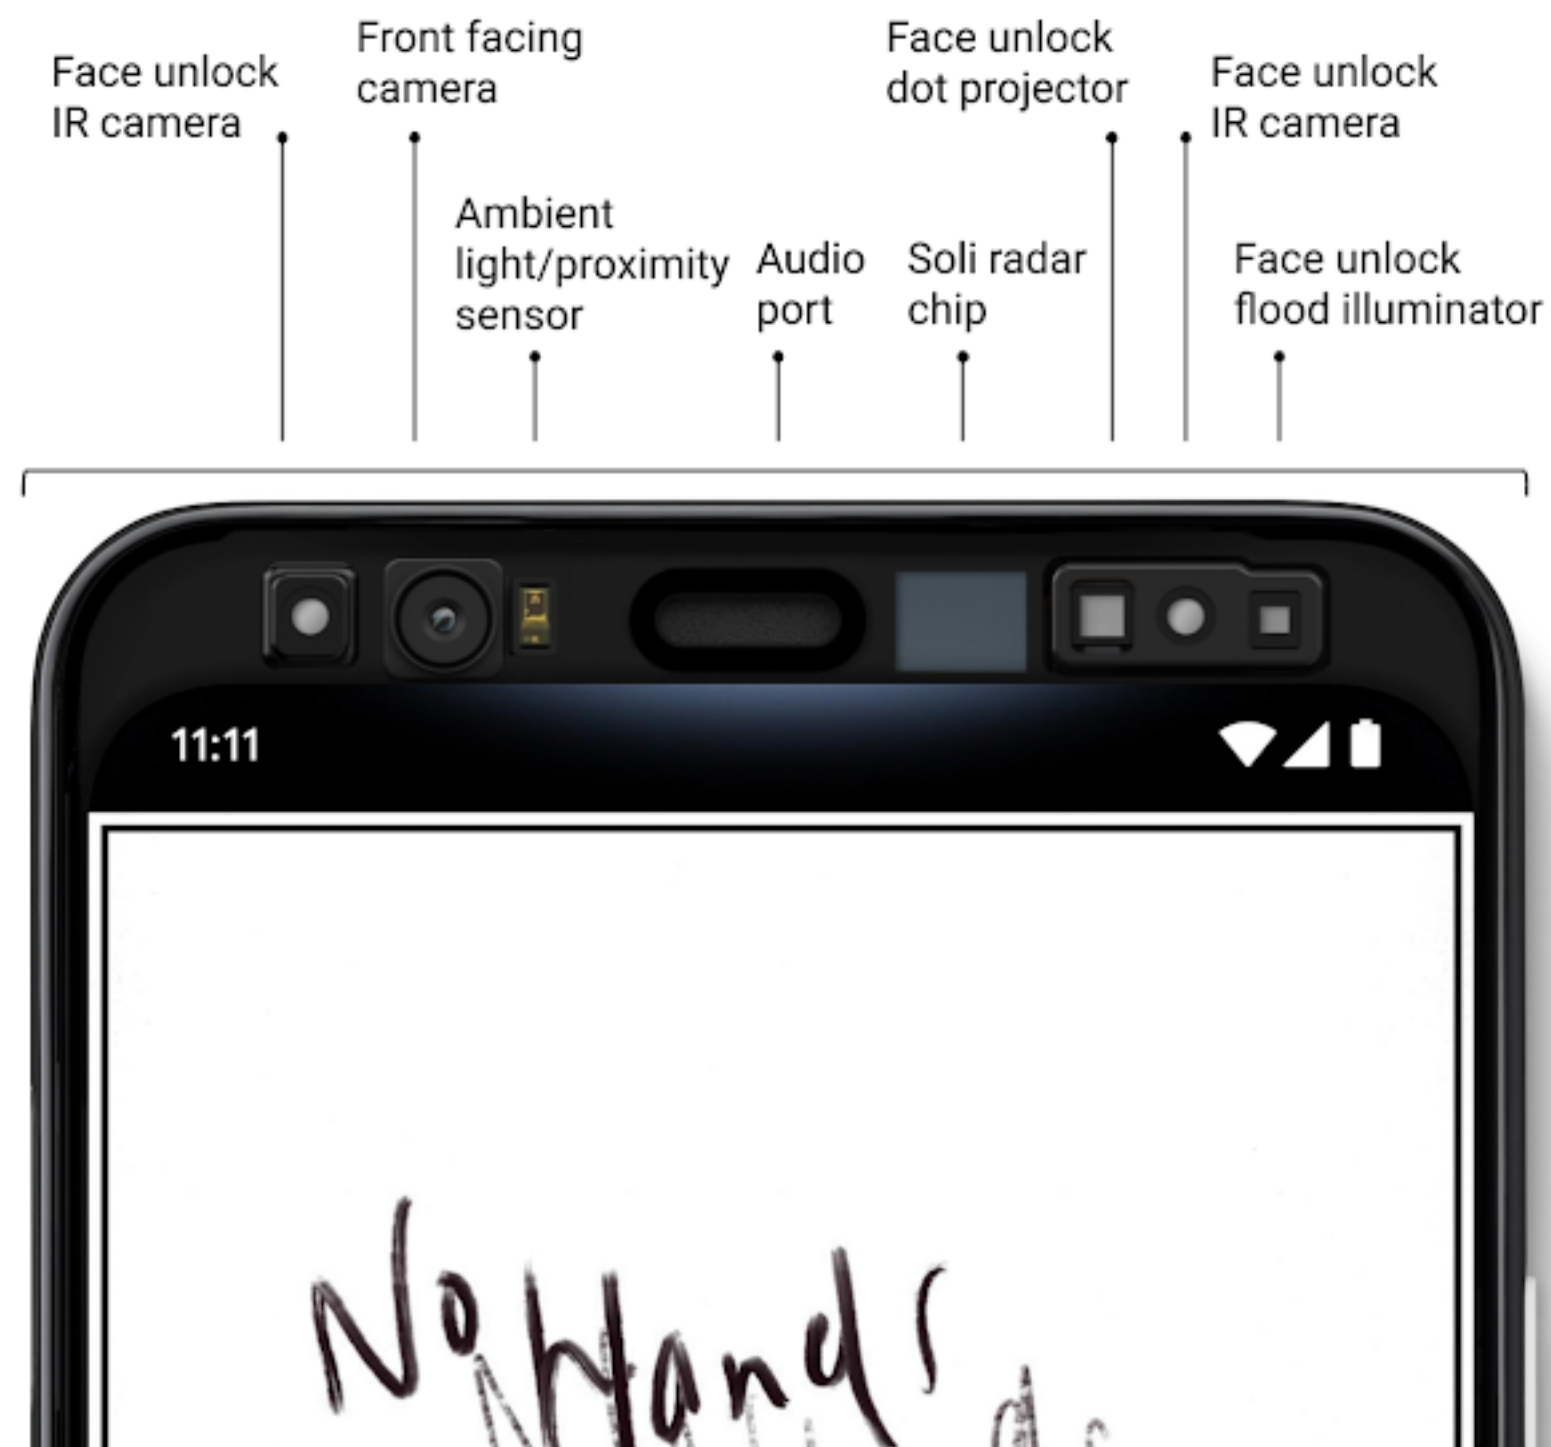 Face unlock
IR camera
Front facing
camera
Ambient
light/proximity
sensor
Audio
port
Soli radar
chip
Face unlock
dot projector
Face unlock
IR camera
Face unlock
flood illuminator
11:11
No Hands